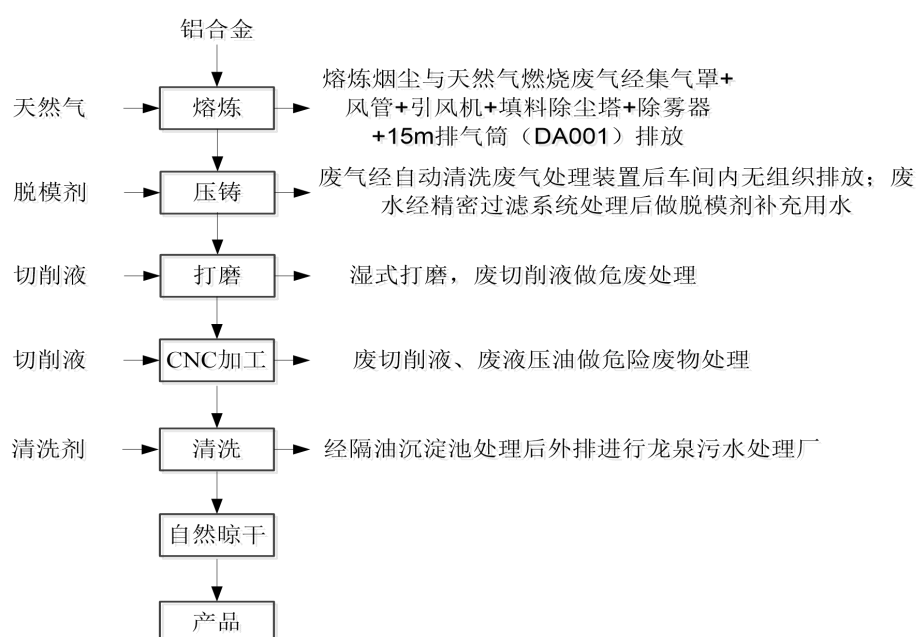 铝合金
熔炼烟尘与天然气燃烧废气经集气罩+
天然气 熔炼 风管+引风机+填料除尘塔+除雾器
+15m排气筒（DA001）排放
脱模剂 压铸 废气经自动清洗废气处理装置后车间内无组织排放；废
水经精密过滤系统处理后做脱模剂补充用水
切削液 打磨 湿式打磨，废切削液做危废处理
切削液 CNC加工 废切削液、废液压油做危险废物处理
清洗剂 清洗 经隔油沉淀池处理后外排进行龙泉污水处理厂
自然晾干
产品